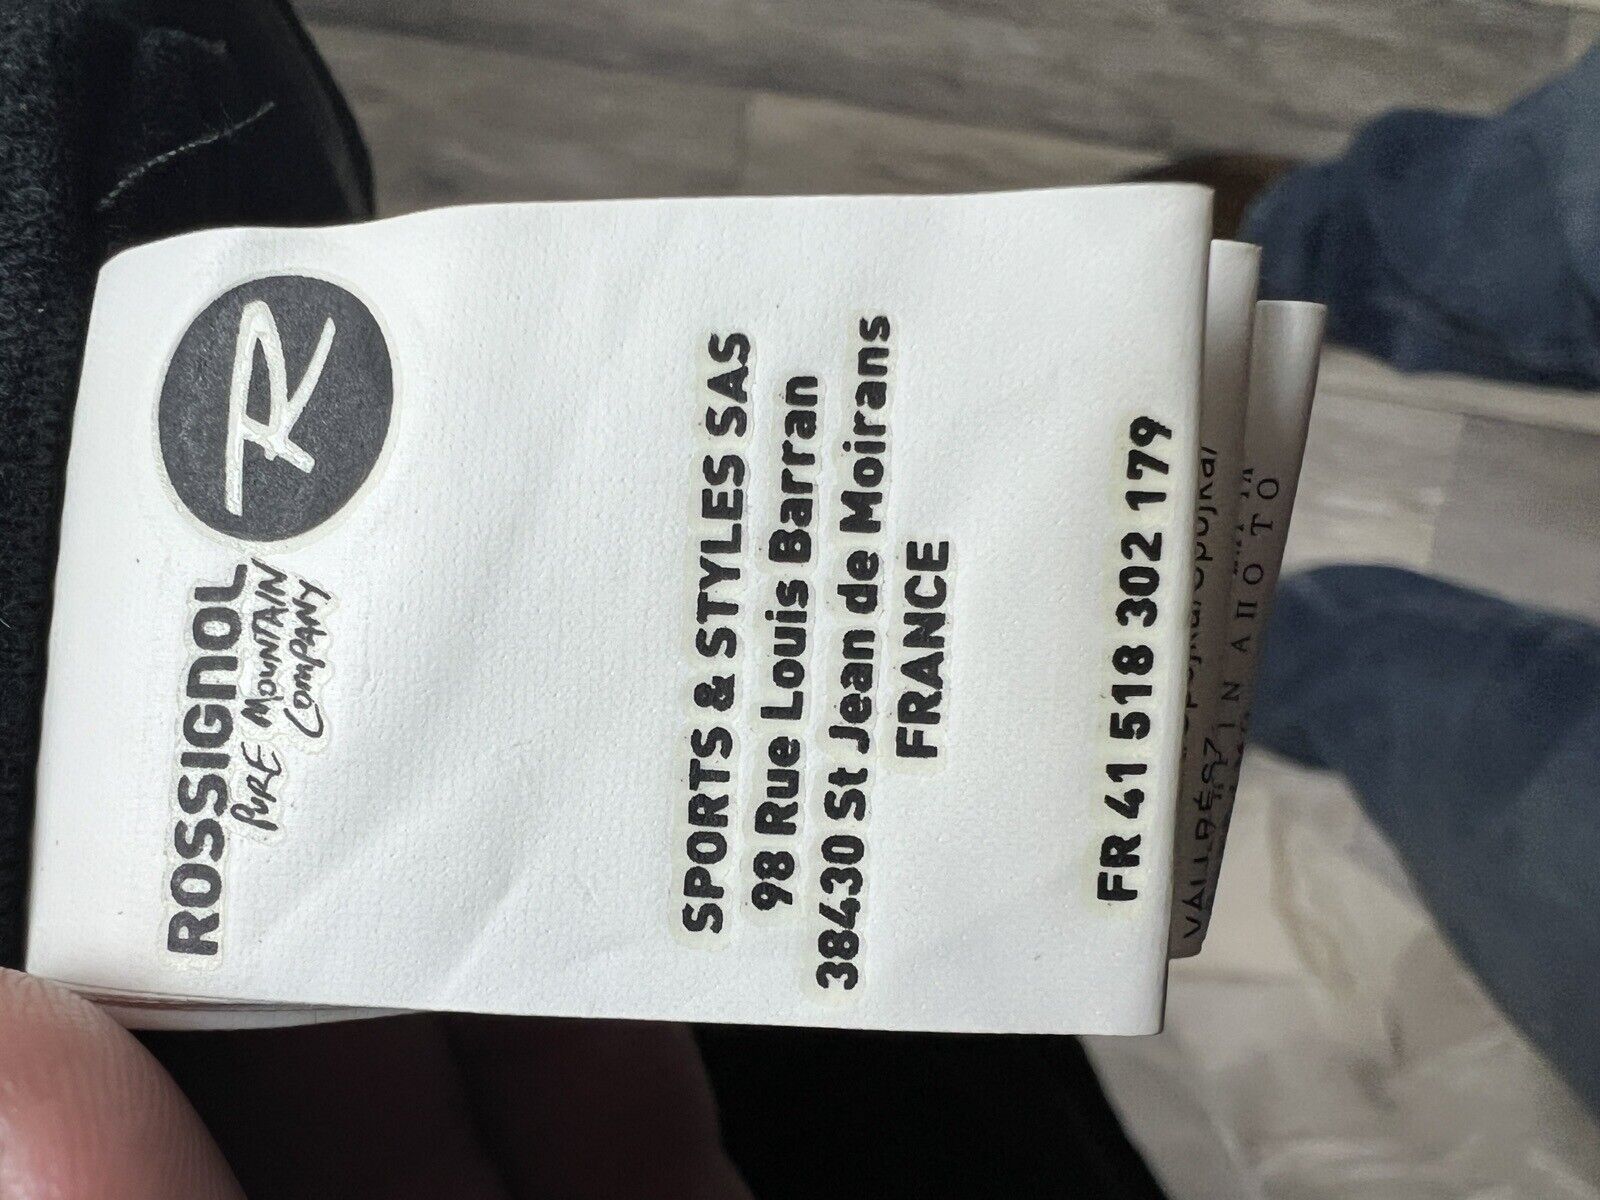 ROSSIGNOL
PURE MOUNTAIN
COMPANY
SPORTS & STYLES SAS
98 Rue Louis Barran
38430 St Jean de Moirans
FRANCE
FR 41 518 302 179